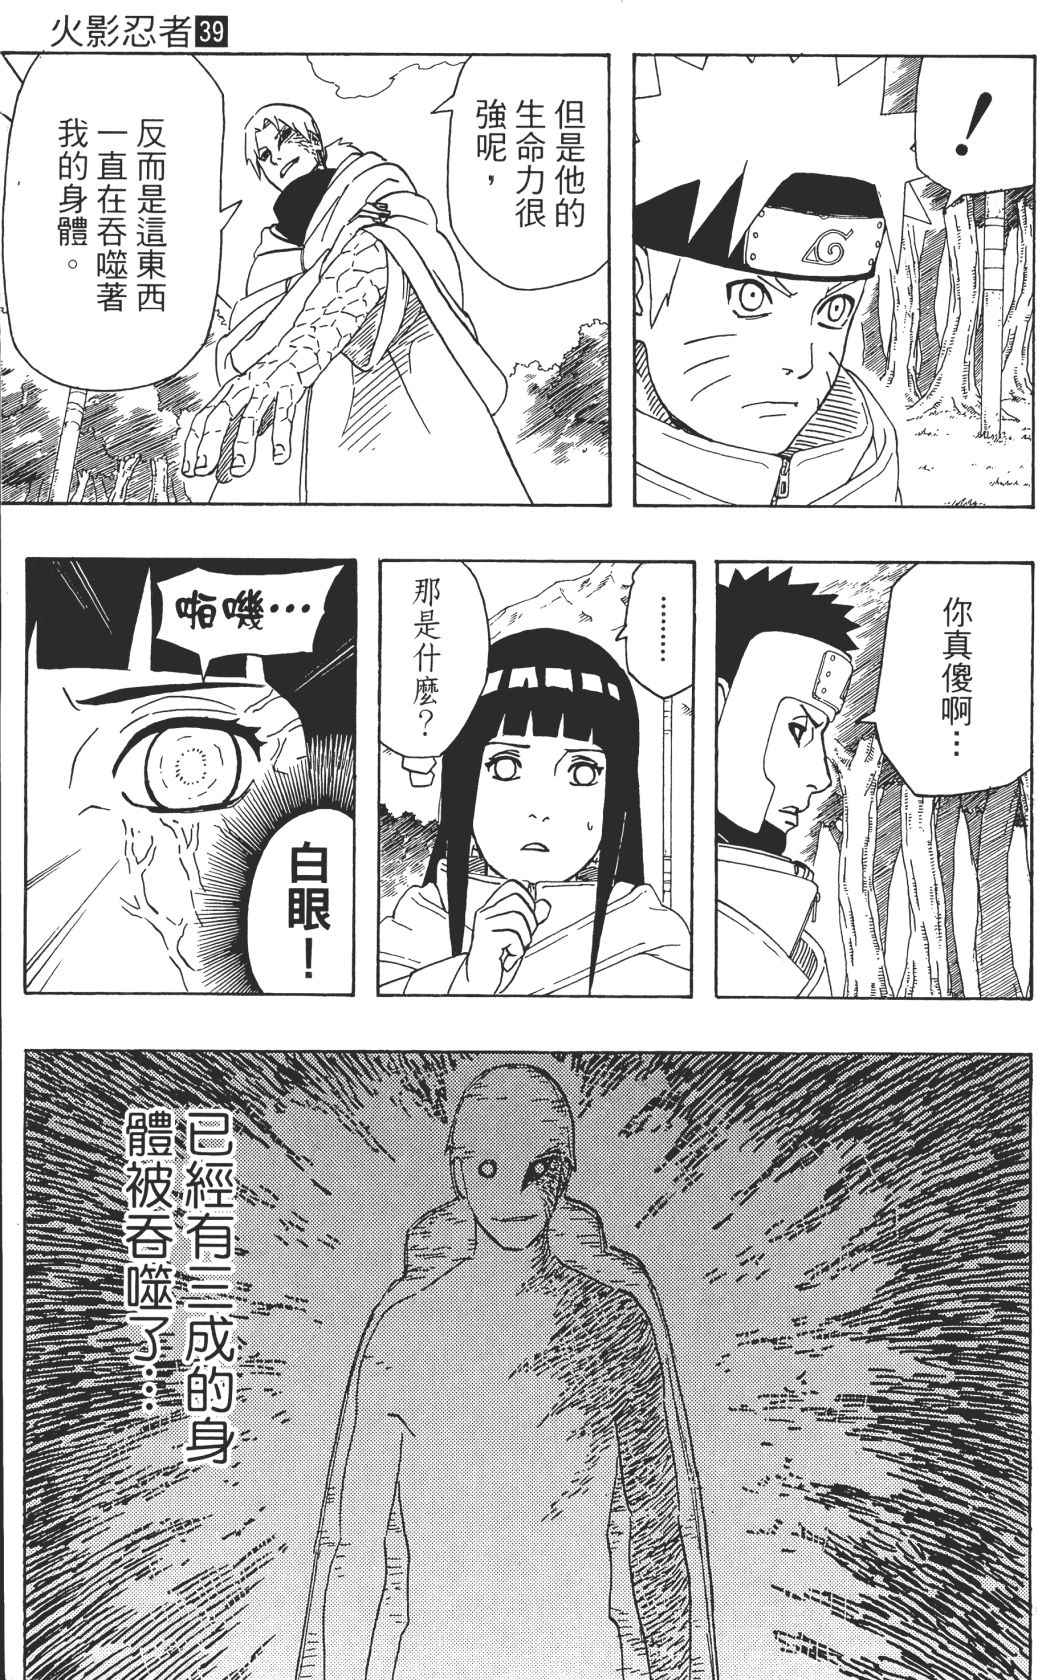 火影忍者39
！
但是他的
生命力很
強呢，
反而是這東西
一直在吞噬著
我的身體。
你真傻啊…
………
那是什麼？
啪嘰…
白眼！
已經有三成的身
體被吞噬了…